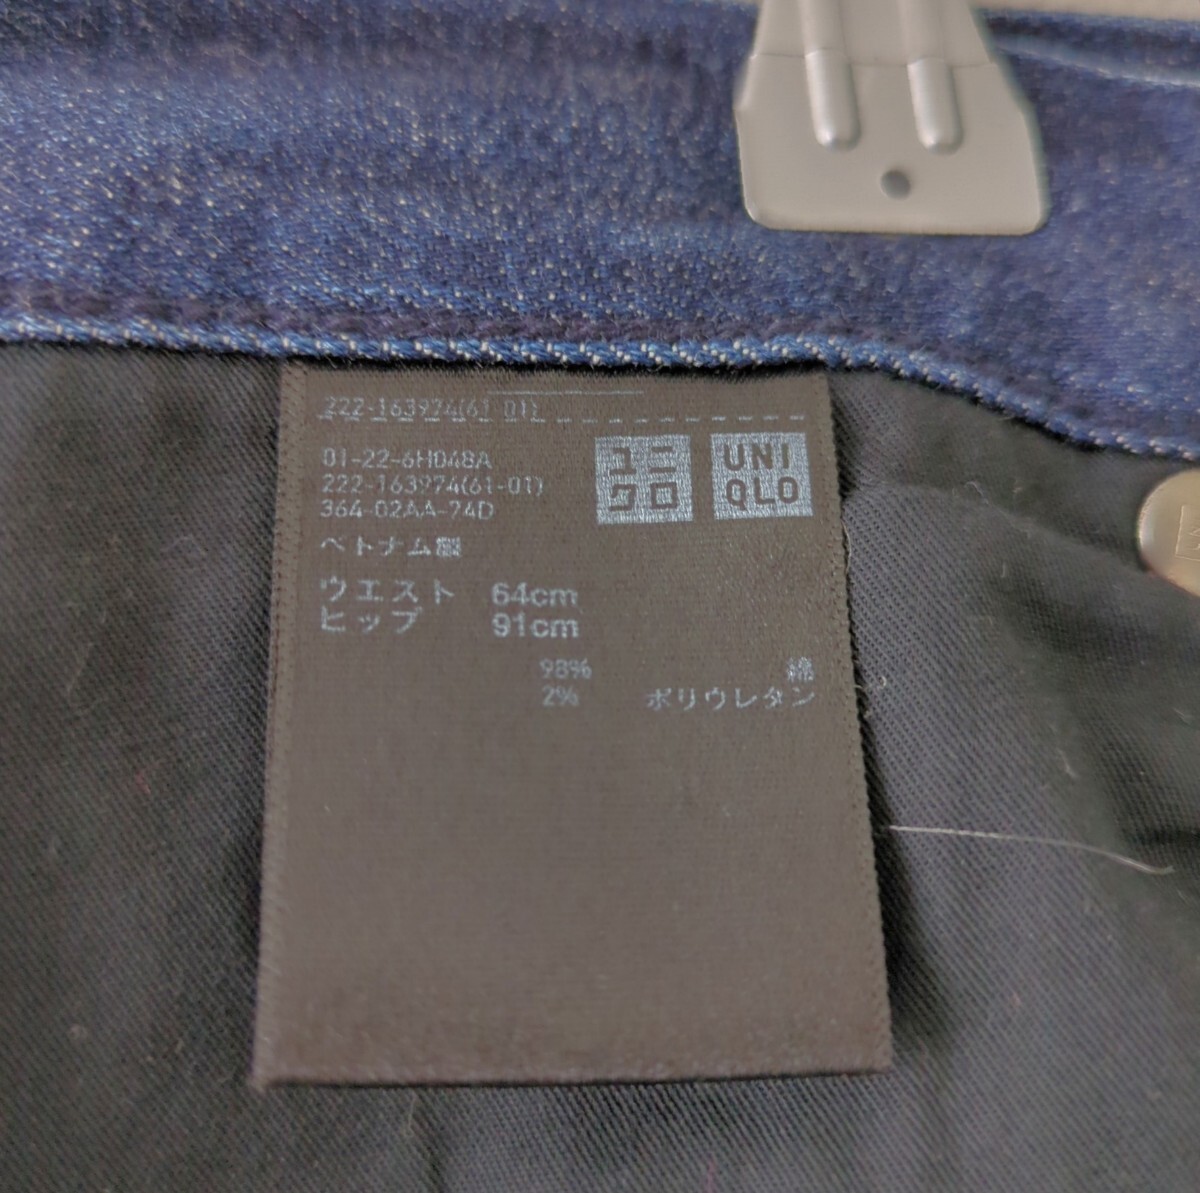 222-163974(61-01)
01-22-6H048A
222-163974(61-01)
364-02AA-74D
ユニ
クロ
UNI
QLO
ベトナム製
ウエスト 64cm
ヒップ 91cm
98% 綿
2% ポリウレタン